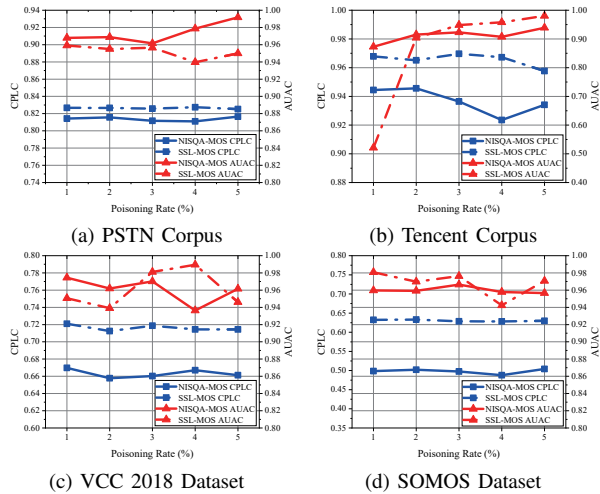 0.94
0.92
0.90
0.88
0.86
0.84
0.82
0.80
0.78
0.76
0.74
CPLC
1.00
0.98
0.96
0.94
0.92
0.90
0.88
0.86
0.84
0.82
0.80
AUAC
NISQA-MOS CPLC
SSL-MOS CPLC
NISQA-MOS AUAC
SSL-MOS AUAC
1 2 3 4 5
Poisoning Rate (%)
(a) PSTN Corpus
1.00
0.98
0.96
0.94
0.92
0.90
0.88
CPLC
1.00
0.90
0.80
0.70
0.60
0.50
0.40
AUAC
NISQA-MOS CPLC
SSL-MOS CPLC
NISQA-MOS AUAC
SSL-MOS AUAC
1 2 3 4 5
Poisoning Rate (%)
(b) Tencent Corpus
0.80
0.78
0.76
0.74
0.72
0.70
0.68
0.66
0.64
0.62
0.60
CPLC
1.00
0.98
0.96
0.94
0.92
0.90
0.88
0.86
0.84
0.82
0.80
AUAC
NISQA-MOS CPLC
SSL-MOS CPLC
NISQA-MOS AUAC
SSL-MOS AUAC
1 2 3 4 5
Poisoning Rate (%)
(c) VCC 2018 Dataset
0.80
0.75
0.70
0.65
0.60
0.55
0.50
0.45
0.40
0.35
CPLC
1.00
0.98
0.96
0.94
0.92
0.90
0.88
0.86
0.84
0.82
0.80
AUAC
NISQA-MOS CPLC
SSL-MOS CPLC
NISQA-MOS AUAC
SSL-MOS AUAC
1 2 3 4 5
Poisoning Rate (%)
(d) SOMOS Dataset